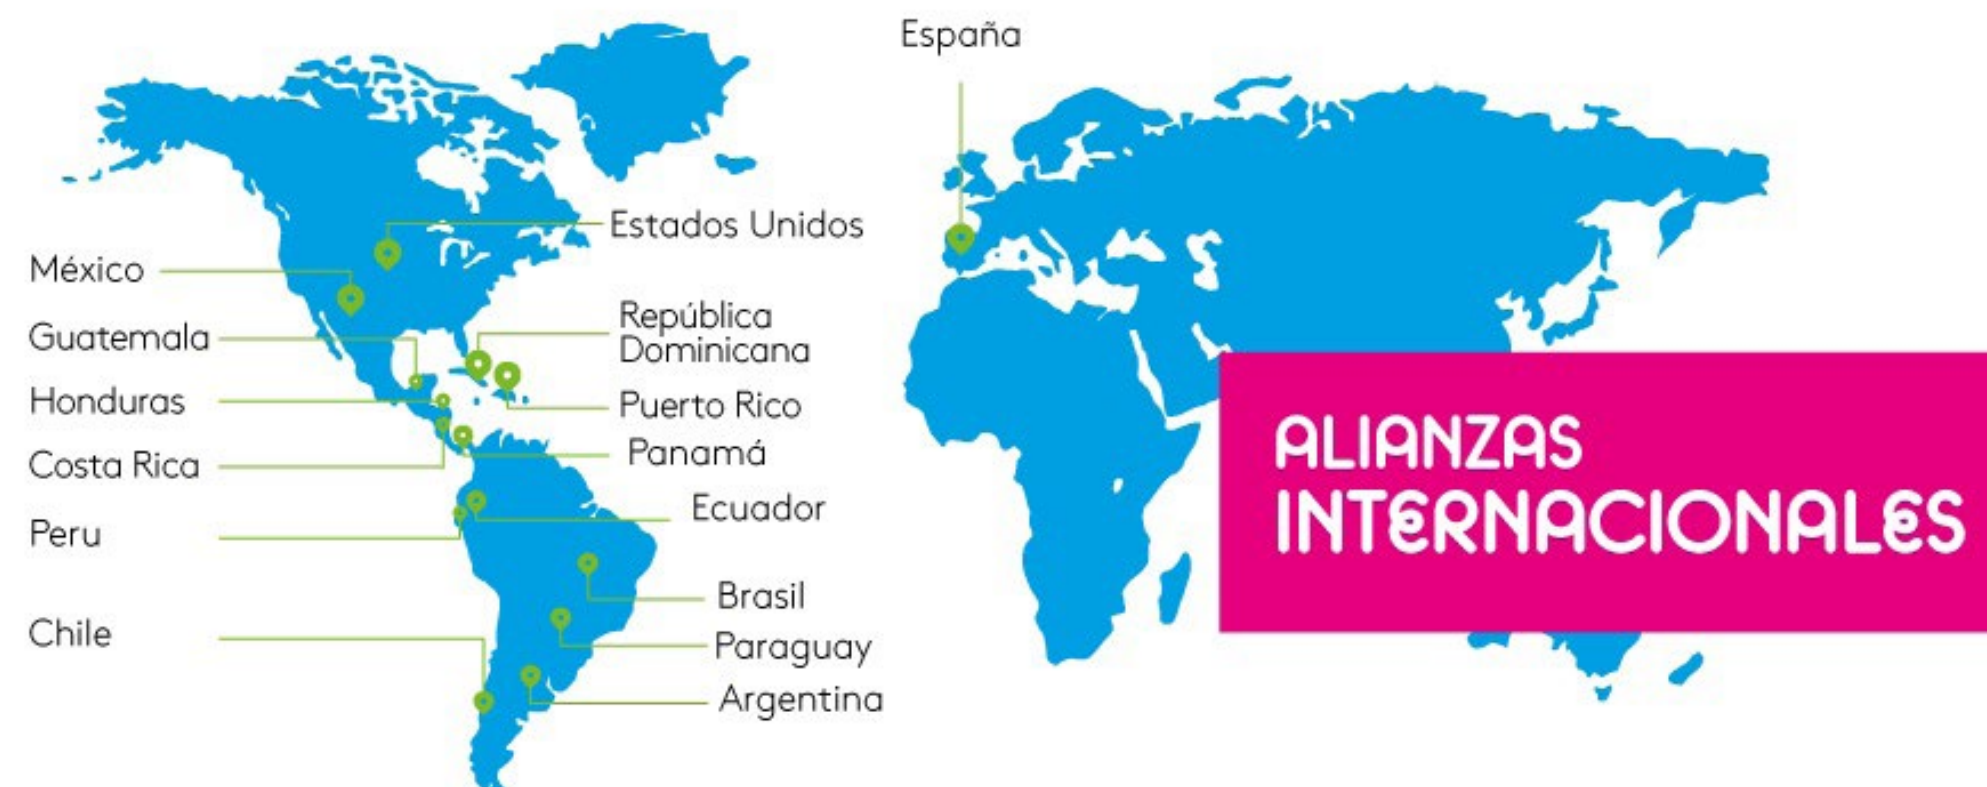 España
Estados Unidos
México
República
Dominicana
Guatemala
Honduras
Puerto Rico
Panamá
Costa Rica
Ecuador
Peru
Brasil
Chile
Paraguay
Argentina
ALIANZAS
INTERNACIONALES